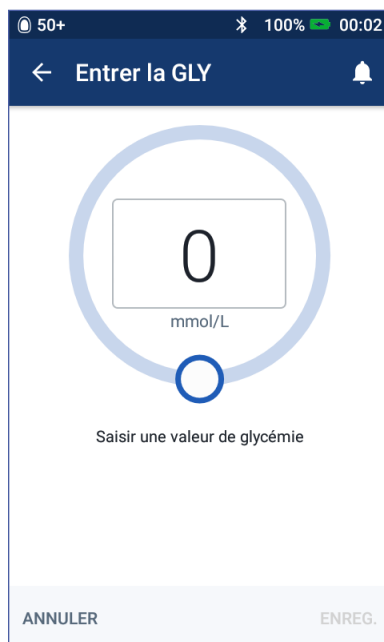 50+ 100% 00:02
Entrer la GLY
0
mmol/L
Saisir une valeur de glycémie
ANNULER ENREG.